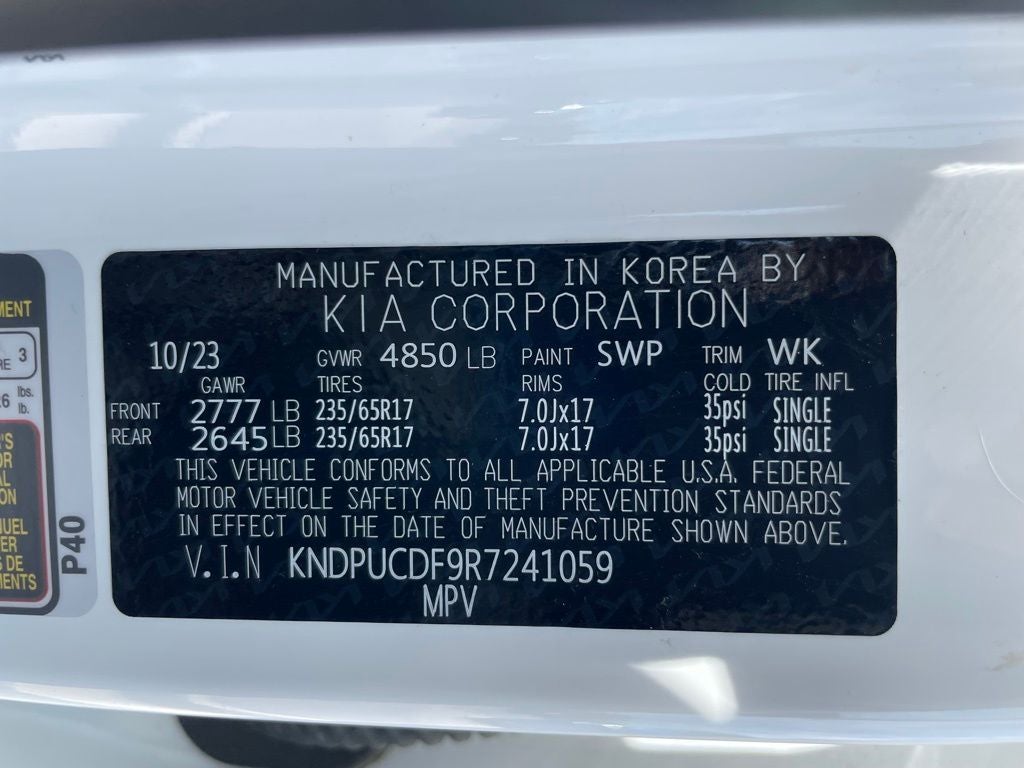 MANUFACTURED IN KOREA BY
KIA CORPORATION
10/23 GVWR 4850 LB PAINT SWP TRIM WK
GAWR TIRES RIMS COLD TIRE INFL
FRONT 2777 LB 235/65R17 7.0Jx17 35psi SINGLE
REAR 2645 LB 235/65R17 7.0Jx17 35psi SINGLE
THIS VEHICLE CONFORMS TO ALL APPLICABLE U.S.A. FEDERAL
MOTOR VEHICLE SAFETY AND THEFT PREVENTION STANDARDS
IN EFFECT ON THE DATE OF MANUFACTURE SHOWN ABOVE.
V.I.N KNDPUCDF9R7241059
MPV
P40
3
lbs.
lb.